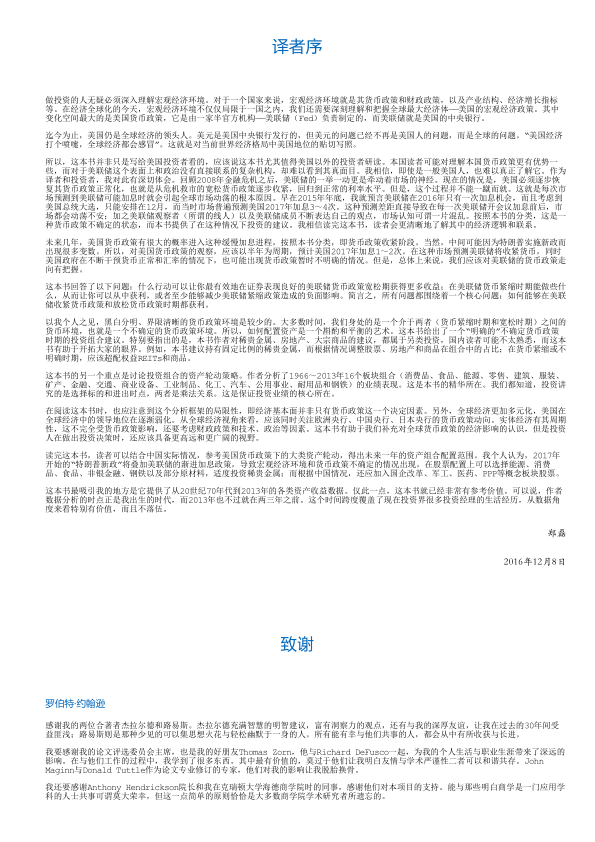 译者序
做投资的人无疑必须深入理解宏观经济环境。对于一个国家来说，宏观经济环境就是其货币政策和财政政策，以及产业结构、经济增长指标
等。在经济全球化的今天，宏观经济环境不仅仅局限于一国之内，我们还需要深刻理解和把握全球最大经济体——美国的宏观经济政策。其中
变化空间最大的是美国货币政策，它是由一家半官方机构——美联储（Fed）负责制定的，而美联储就是美国的中央银行。
迄今为止，美国仍是全球经济的领头人。美元是美国中央银行发行的，但美元的问题已经不再是美国人的问题，而是全球的问题。“美国经济
打个喷嚏，全球经济都会感冒”。这就是对当前世界经济格局中美国地位的贴切写照。
所以，这本书并非只是写给美国投资者看的，应该说这本书尤其值得美国以外的投资者研读。本国读者可能对理解本国货币政策更有优势一
些，而对于美联储这个表面上和政治没有直接联系的复杂机构，却难以看到其真面目。我相信，即使是一般美国人，也难以真正了解它。作为
译者和投资者，我对此有深切体会。回顾2008年金融危机之后，美联储的一举一动更是牵动着市场的神经。现在的情况是，美国必须逐步恢
复其货币政策正常化，也就是从危机救市的宽松货币政策逐步收紧，回归到正常的利率水平。但是，这个过程并不能一蹴而就。这就是每次市
场预测到美联储可能加息时就会引起全球市场动荡的根本原因。早在2015年年底，我就预言美联储在2016年只有一次加息机会，而且考虑到
美国总统大选，只能安排在12月。而当时市场普遍预测美国2017年加息3～4次。这种预测差距直接导致在每一次美联储开会议加息前后，市
场都会动荡不安；加之美联储观察者（所谓的线人）以及美联储成员不断表达自己的观点，市场认知可谓一片混乱。按照本书的分类，这是一
种货币政策不确定的状态，而本书提供了在这种情况下投资的建议。我相信读完这本书，读者会更清晰地了解其中的经济逻辑和联系。
未来几年，美国货币政策有很大的概率进入这种缓慢加息进程，按照本书分类，即货币政策收紧阶段。当然，中间可能因为特朗普实施新政而
出现很多变数。所以，对美国货币政策的观察，应该以半年为周期，预计美国2017年加息1～2次。在这种市场预测美联储将收紧货币，同时
美国政府在不断干预货币正常和汇率的情况下，也可能出现货币政策暂时不明确的情况。但是，总体上来说，我们应该对美联储的货币政策走
向有把握。
这本书回答了以下问题：什么行动可以让你最有效地在证券表现良好的美联储货币政策宽松期获得更多收益；在美联储货币紧缩时期能做些什
么，从而让你可以从中获利，或者至少能够减少美联储紧缩政策造成的负面影响。简言之，所有问题都围绕着一个核心问题：如何能够在美联
储收紧货币政策和放松货币政策时期都获利。
以我个人之见，黑白分明、界限清晰的货币政策环境是较少的。大多数时间，我们身处的是一个介于两者（货币紧缩时期和宽松时期）之间的
货币环境，也就是一个不确定的货币政策环境。所以，如何配置资产是一个斟酌和平衡的艺术。这本书给出了一个“明确的”不确定货币政策
时期的投资组合建议。特别要指出的是，本书作者对稀贵金属、房地产、大宗商品的建议，都属于另类投资，国内读者可能不太熟悉，而这本
书有助于开拓大家的眼界。例如，本书建议持有固定比例的稀贵金属，而根据情况调整股票、房地产和商品在组合中的占比；在货币紧缩或不
明确时期，应该超配权益REITs和商品。
这本书的另一个重点是讨论投资组合的资产轮动策略。作者分析了1966～2013年16个板块组合（消费品、食品、能源、零售、建筑、服装、
矿产、金融、交通、商业设备、工业制品、化工、汽车、公用事业、耐用品和钢铁）的业绩表现。这是本书的精华所在。我们都知道，投资讲
究的是选择标的和进出时点，两者是乘法关系。这是保证投资业绩的核心所在。
在阅读这本书时，也应注意到这个分析框架的局限性，即经济基本面并非只有货币政策这一个决定因素。另外，全球经济更加多元化，美国在
全球经济中的领导地位在逐渐弱化。从全球经济视角来看，应该同时关注欧洲央行、中国央行、日本央行的货币政策动向。实体经济有其周期
性，这不完全受货币政策影响，还要考虑财政政策和技术、政治等因素。这本书有助于我们补充对全球货币政策的经济影响的认识，但是投资
人在做出投资决策时，还应该具备更高远和更广阔的视野。
读完这本书，读者可以结合中国实际情况，参考美国货币政策下的大类资产轮动，得出未来一年的资产组合配置范围。我个人认为，2017年
开始的“特朗普新政”将叠加美联储的渐进加息政策，导致宏观经济环境和货币政策不确定的情况出现。在股票配置上可以选择能源、消费
品、食品、非银金融、钢铁以及部分原材料，适度投资稀贵金属；而根据中国情况，还应加入国企改革、军工、医药、PPP等概念板块股票。
这本书最吸引我的地方是它提供了从20世纪70年代到2013年的各类资产收益数据。仅此一点，这本书就已经非常有参考价值。可以说，作者
数据分析的时点正是我出生的时代，而2013年也不过就在两三年之前。这个时间跨度覆盖了现在投资界很多投资经理的生活经历，从数据角
度来看特别有价值，而且不落伍。
郑磊
2016年12月8日
致谢
罗伯特·约翰逊
感谢我的两位合著者杰拉尔德和路易斯。杰拉尔德充满智慧的明智建议，富有洞察力的观点，还有与我的深厚友谊，让我在过去的30年间受
益匪浅；路易斯则是那种少见的可以集思想火花与轻松幽默于一身的人。所有能有幸与他们共事的人，都会从中有所收获与长进。
我要感谢我的论文评选委员会主席，也是我的好朋友Thomas Zorn，他与Richard DeFusco一起，为我的个人生活与职业生涯带来了深远的
影响。在与他们工作的过程中，我学到了很多东西。其中最有价值的，莫过于他们让我明白友情与学术严谨性二者可以和谐共存。John
Maginn与Donald Tuttle作为论文专业修订的专家，他们对我的影响让我脱胎换骨。
我还要感谢Anthony Hendrickson院长和我在克瑞顿大学海德商学院时的同事。感谢他们对本项目的支持。能与那些明白商学是一门应用学
科的人士共事可谓莫大荣幸，但这一点简单的原则恰恰是大多数商学院学术研究者所遗忘的。